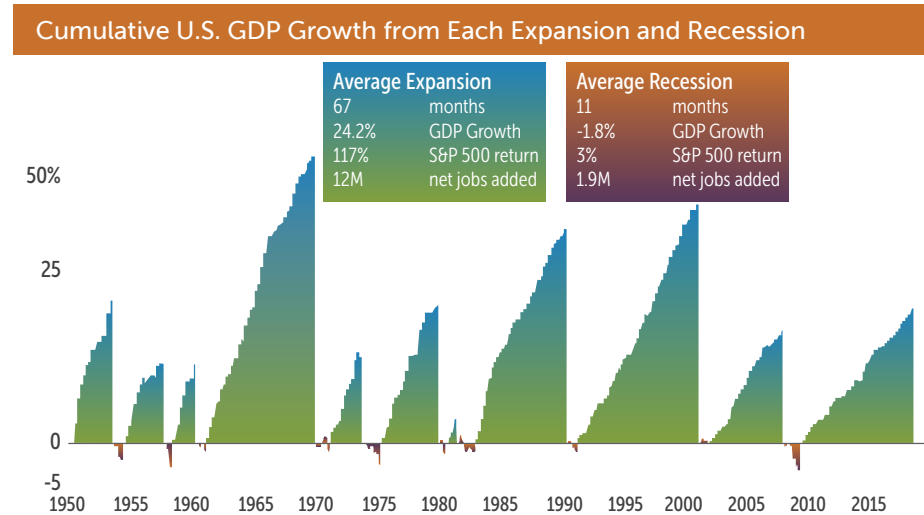 Cumulative U.S. GDP Growth from Each Expansion and Recession
Average Expansion
67 months
24.2% GDP Growth
117% S&P 500 return
12M net jobs added
Average Recession
11 months
-1.8% GDP Growth
3% S&P 500 return
1.9M net jobs added
50%
25
0
-5
1950 1955 1960 1965 1970 1975 1980 1985 1990 1995 2000 2005 2010 2015